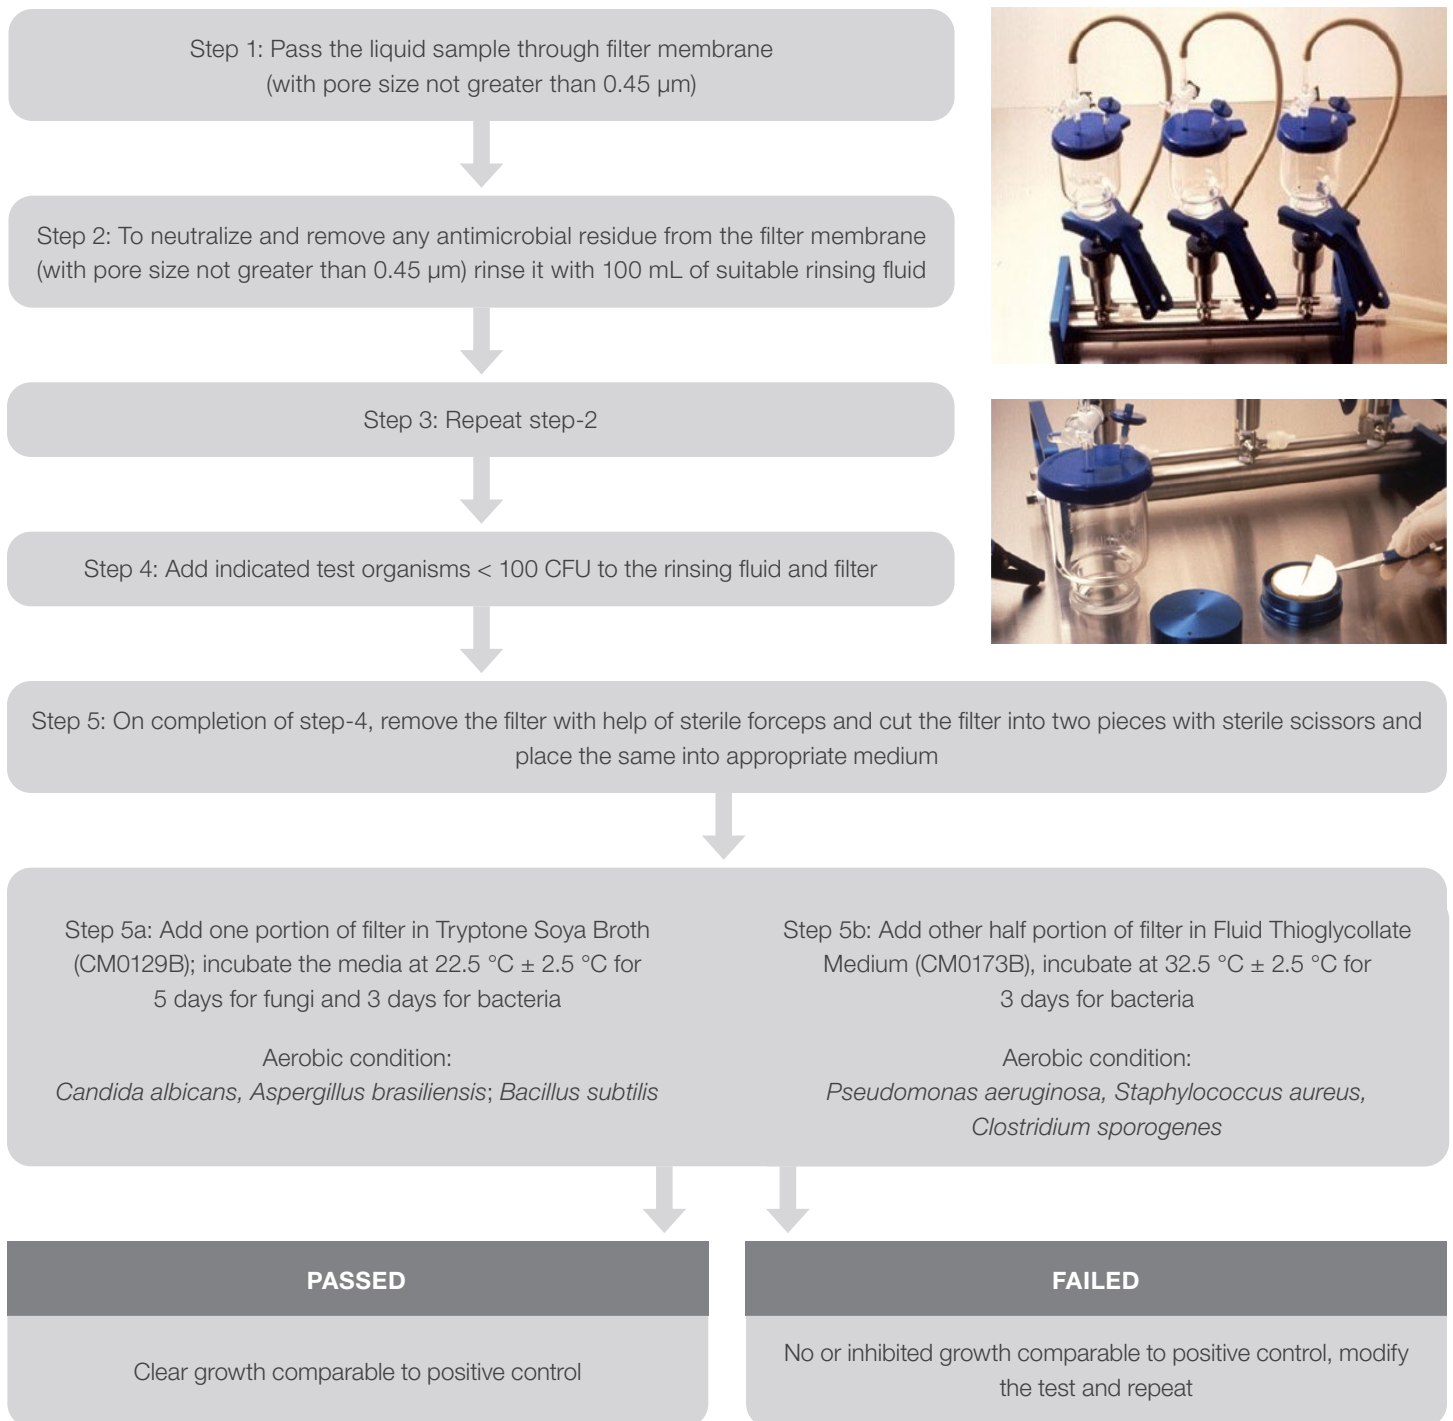 Step 1: Pass the liquid sample through filter membrane
(with pore size not greater than 0.45 µm)
Step 2: To neutralize and remove any antimicrobial residue from the filter membrane
(with pore size not greater than 0.45 µm) rinse it with 100 mL of suitable rinsing fluid
Step 3: Repeat step-2
Step 4: Add indicated test organisms < 100 CFU to the rinsing fluid and filter
Step 5: On completion of step-4, remove the filter with help of sterile forceps and cut the filter into two pieces with sterile scissors and
place the same into appropriate medium
Step 5a: Add one portion of filter in Tryptone Soya Broth
(CM0129B); incubate the media at 22.5 °C ± 2.5 °C for
5 days for fungi and 3 days for bacteria
Aerobic condition:
Candida albicans, Aspergillus brasiliensis; Bacillus subtilis
Step 5b: Add other half portion of filter in Fluid Thioglycollate
Medium (CM0173B), incubate at 32.5 °C ± 2.5 °C for
3 days for bacteria
Aerobic condition:
Pseudomonas aeruginosa, Staphylococcus aureus,
Clostridium sporogenes
PASSED
Clear growth comparable to positive control
FAILED
No or inhibited growth comparable to positive control, modify
the test and repeat